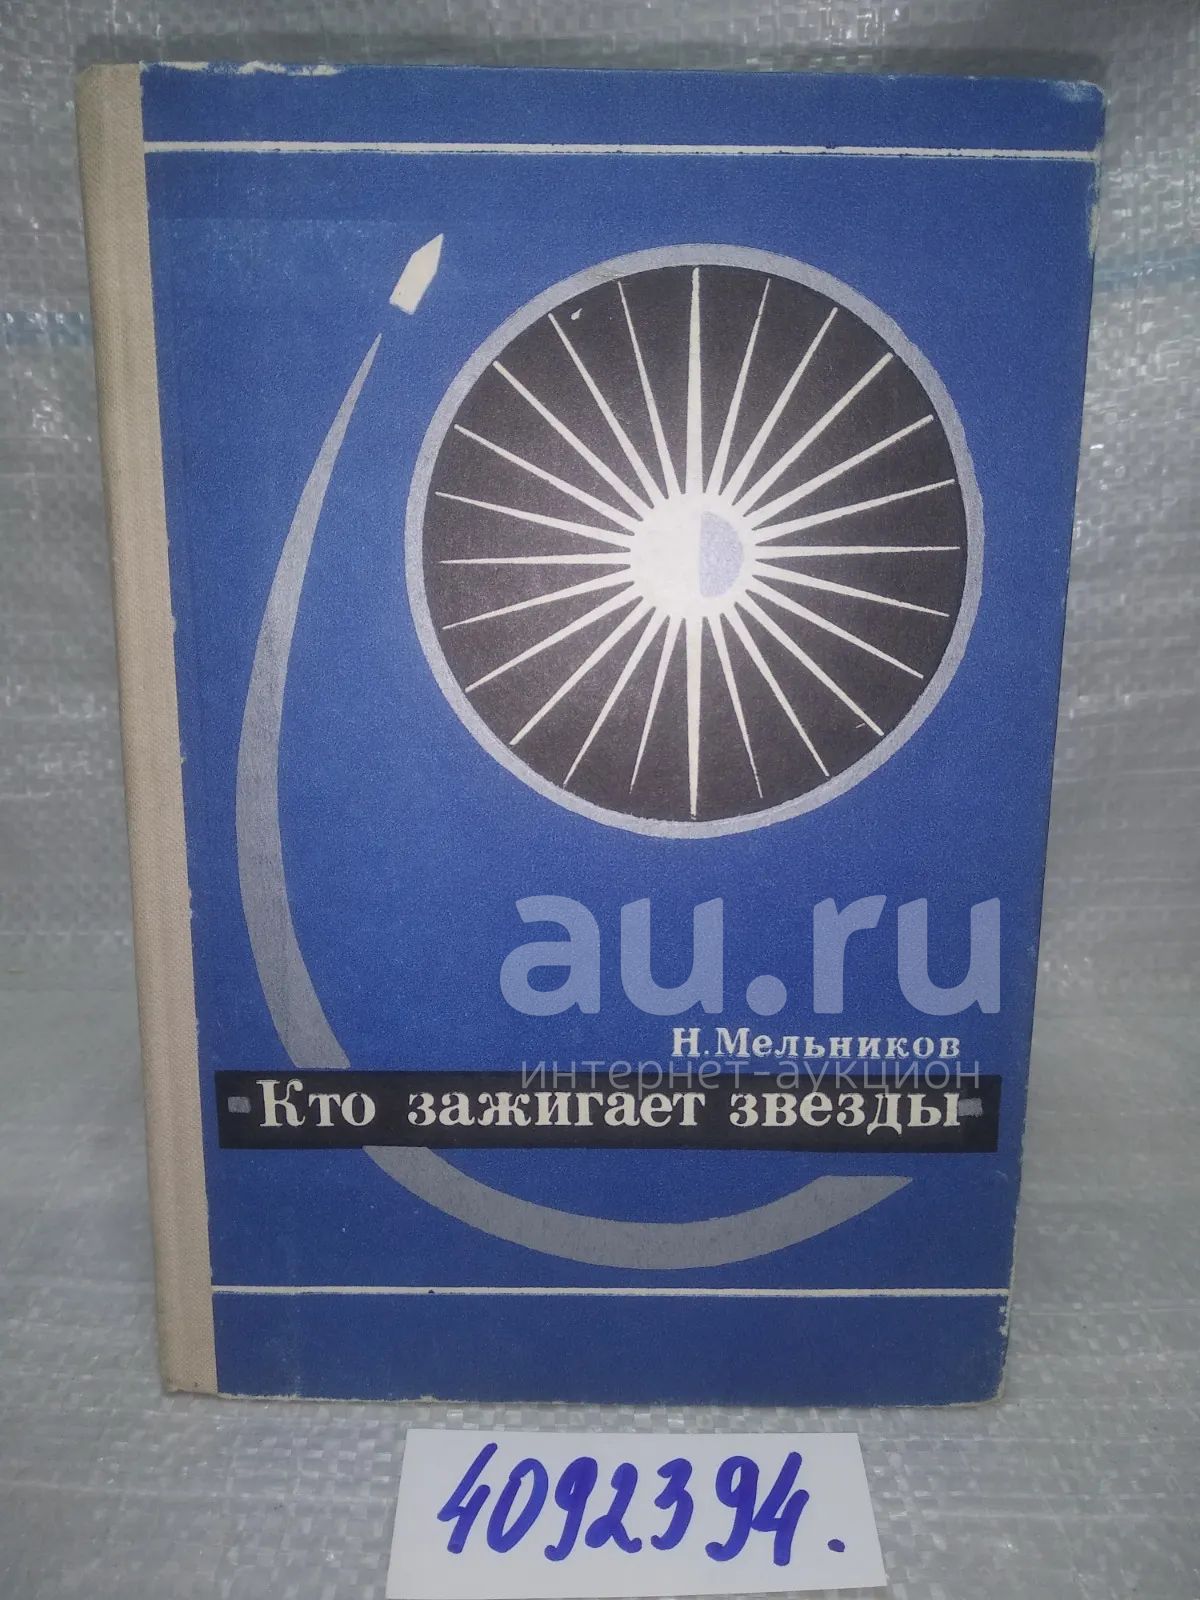 au.ru
Н. Мельников
интернет-аукцион
Кто зажигает звезды
4092394.